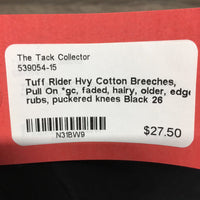 The Tack Collector
539054-15
Tuff Rider Hvy Cotton Breeches,
Pull On *gc, faded, hairy, older, edge
rubs, puckered knees Black 26
N31BW9
$27.50